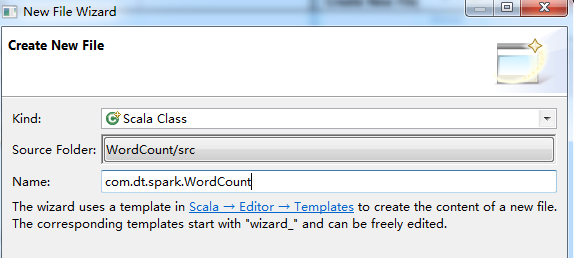 New File Wizard
Create New File
Kind:
Scala Class
Source Folder:
WordCount/src
Name:
com.dt.spark.WordCount
The wizard uses a template in Scala → Editor → Templates to create the content of a new file.
The corresponding templates start with "wizard_" and can be freely edited.